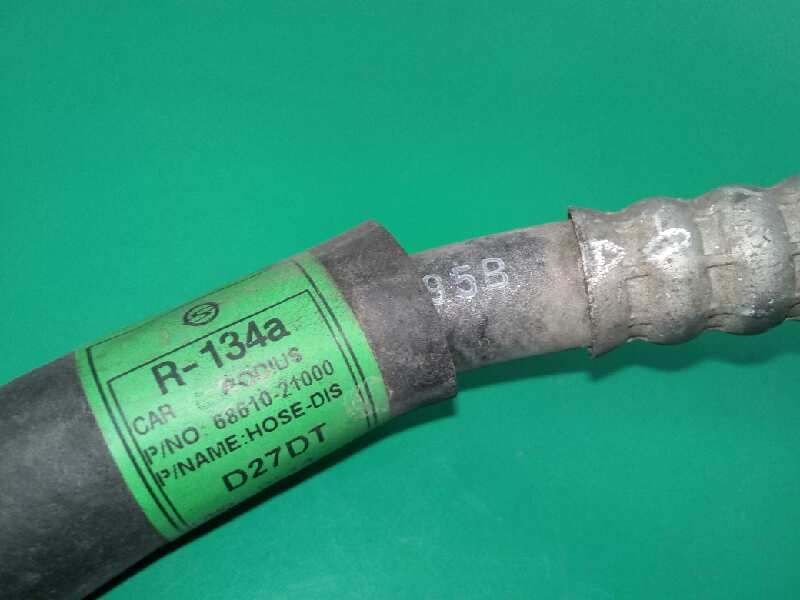 R-134a
CAR RODIUS
P/NO: 68610-21000
P/NAME:HOSE-DIS
D27DT
95B